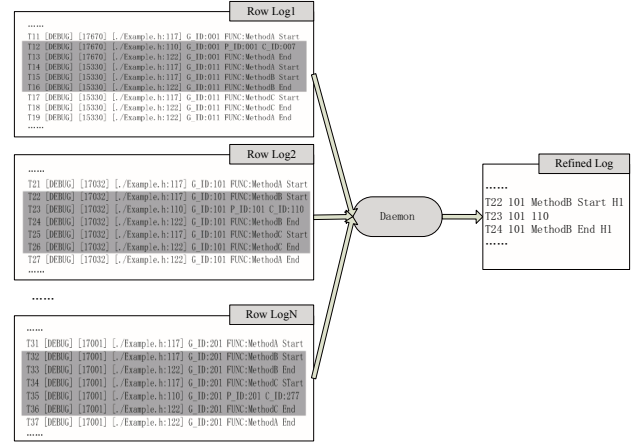 Row Log1
......
T11 [DEBUG] [17670] [./Example.h:117] G_ID:001 FUNC:MethodA Start
T12 [DEBUG] [17670] [./Example.h:110] G_ID:001 P_ID:001 C_ID:007
T13 [DEBUG] [17670] [./Example.h:122] G_ID:001 FUNC:MethodA End
T14 [DEBUG] [15330] [./Example.h:117] G_ID:011 FUNC:MethodA Start
T15 [DEBUG] [15330] [./Example.h:117] G_ID:011 FUNC:MethodB Start
T16 [DEBUG] [15330] [./Example.h:122] G_ID:011 FUNC:MethodB End
T17 [DEBUG] [15330] [./Example.h:117] G_ID:011 FUNC:MethodC Start
T18 [DEBUG] [15330] [./Example.h:122] G_ID:011 FUNC:MethodC End
T19 [DEBUG] [15330] [./Example.h:122] G_ID:011 FUNC:MethodA End
......
Row Log2
......
T21 [DEBUG] [17032] [./Example.h:117] G_ID:101 FUNC:MethodA Start
T22 [DEBUG] [17032] [./Example.h:117] G_ID:101 FUNC:MethodB Start
T23 [DEBUG] [17032] [./Example.h:110] G_ID:101 P_ID:101 C_ID:110
T24 [DEBUG] [17032] [./Example.h:122] G_ID:101 FUNC:MethodB End
T25 [DEBUG] [17032] [./Example.h:117] G_ID:101 FUNC:MethodC Start
T26 [DEBUG] [17032] [./Example.h:122] G_ID:101 FUNC:MethodC End
T27 [DEBUG] [17032] [./Example.h:122] G_ID:101 FUNC:MethodA End
......
......
Row LogN
......
T31 [DEBUG] [17001] [./Example.h:117] G_ID:201 FUNC:MethodA Start
T32 [DEBUG] [17001] [./Example.h:117] G_ID:201 FUNC:MethodB Start
T33 [DEBUG] [17001] [./Example.h:122] G_ID:201 FUNC:MethodB End
T34 [DEBUG] [17001] [./Example.h:117] G_ID:201 FUNC:MethodC STart
T35 [DEBUG] [17001] [./Example.h:110] G_ID:201 P_ID:201 C_ID:277
T36 [DEBUG] [17001] [./Example.h:122] G_ID:201 FUNC:MethodC End
T37 [DEBUG] [17001] [./Example.h:122] G_ID:201 FUNC:MethodA End
......
Daemon
Refined Log
......
T22 101 MethodB Start H1
T23 101 110
T24 101 MethodB End H1
......